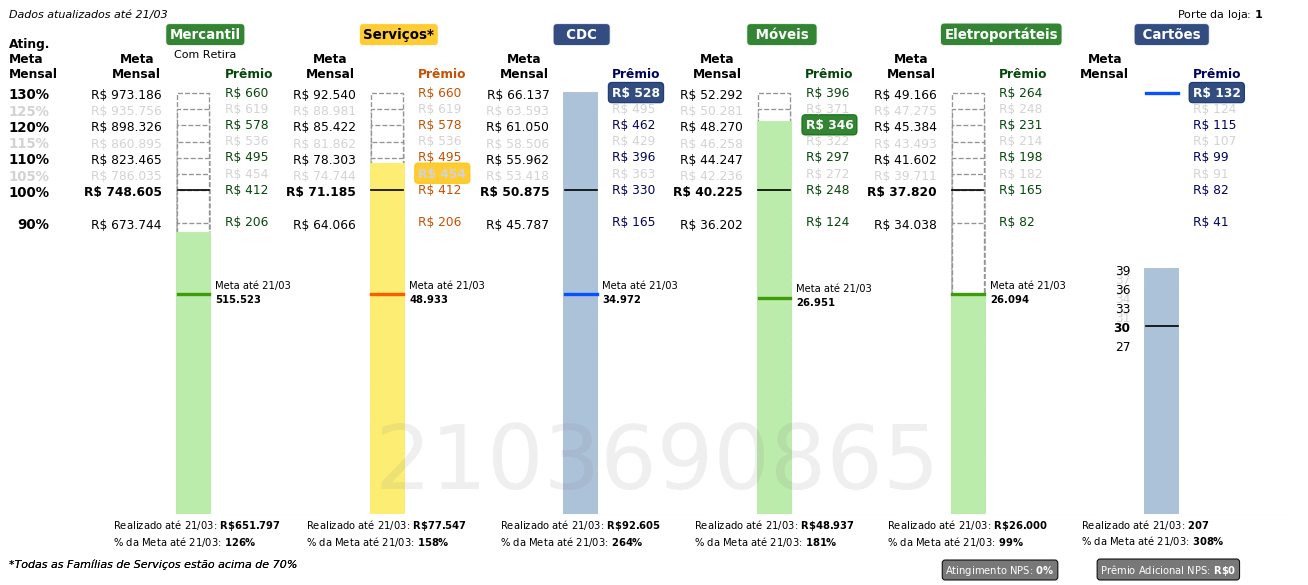 Dados atualizados até 21/03 Porte da loja: 1
Mercantil Serviços* CDC Móveis Eletroportáteis Cartões
Ating. Meta Mensal Meta Mensal Com Retira Prêmio Meta Mensal Prêmio Meta Mensal Prêmio Meta Mensal Prêmio Meta Mensal Prêmio Meta Mensal Prêmio
130% R$ 973.186 R$ 660 R$ 92.540 R$ 660 R$ 66.137 R$ 528 R$ 52.292 R$ 396 R$ 49.166 R$ 264 R$ 132
125% R$ 935.756 R$ 619 R$ 88.981 R$ 619 R$ 63.593 R$ 495 R$ 50.281 R$ 371 R$ 47.275 R$ 248 R$ 124
120% R$ 898.326 R$ 578 R$ 85.422 R$ 578 R$ 61.050 R$ 462 R$ 48.270 R$ 346 R$ 45.384 R$ 231 R$ 115
115% R$ 860.895 R$ 536 R$ 81.862 R$ 536 R$ 58.506 R$ 429 R$ 46.258 R$ 322 R$ 43.493 R$ 214 R$ 107
110% R$ 823.465 R$ 495 R$ 78.303 R$ 495 R$ 55.962 R$ 396 R$ 44.247 R$ 297 R$ 41.602 R$ 198 R$ 99
105% R$ 786.035 R$ 454 R$ 74.744 R$ 454 R$ 53.418 R$ 363 R$ 42.236 R$ 272 R$ 39.711 R$ 182 R$ 91
100% R$ 748.605 R$ 412 R$ 71.185 R$ 412 R$ 50.875 R$ 330 R$ 40.225 R$ 248 R$ 37.820 R$ 165 R$ 82
90% R$ 673.744 R$ 206 R$ 64.066 R$ 206 R$ 45.787 R$ 165 R$ 36.202 R$ 124 R$ 34.038 R$ 82 R$ 41
39
36
33
30
27
Meta até 21/03 Meta até 21/03 Meta até 21/03 Meta até 21/03 Meta até 21/03
515.523 48.933 34.972 26.951 26.094
2103690865
Realizado até 21/03: R$651.797 Realizado até 21/03: R$77.547 Realizado até 21/03: R$92.605 Realizado até 21/03: R$48.937 Realizado até 21/03: R$26.000 Realizado até 21/03: 207
% da Meta até 21/03: 126% % da Meta até 21/03: 158% % da Meta até 21/03: 264% % da Meta até 21/03: 181% % da Meta até 21/03: 99% % da Meta até 21/03: 308%
*Todas as Famílias de Serviços estão acima de 70% Atingimento NPS: 0% Prêmio Adicional NPS: R$0